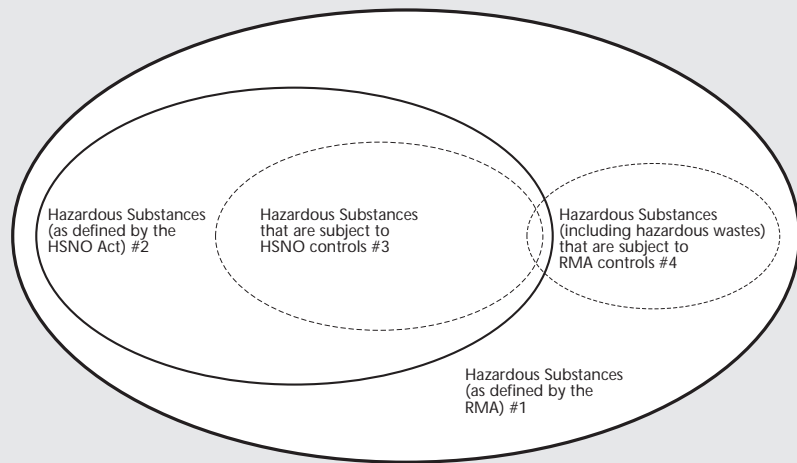 Hazardous Substances
(as defined by the
HSNO Act) #2
Hazardous Substances
that are subject to
HSNO controls #3
Hazardous Substances
(including hazardous wastes)
that are subject to
RMA controls #4
Hazardous Substances
(as defined by the
RMA) #1